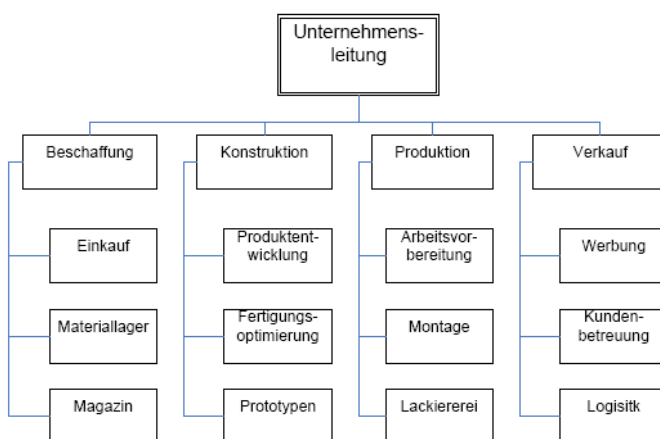 Unternehmens-
leitung
Beschaffung
Konstruktion
Produktion
Verkauf
Einkauf
Produktent-
wicklung
Arbeitsvor-
bereitung
Werbung
Materiallager
Fertigungs-
optimierung
Montage
Kunden-
betreuung
Magazin
Prototypen
Lackiererei
Logisitk